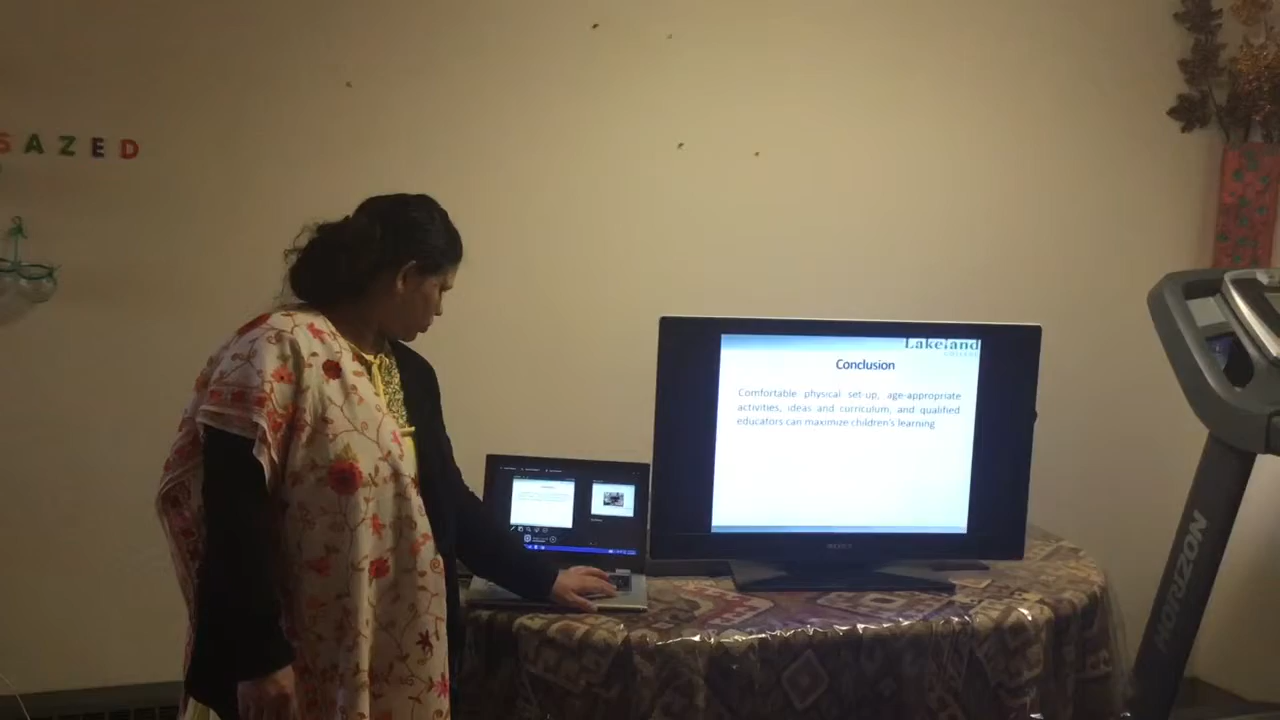 SAZED
Lakeland
COLLEGE
Conclusion
Comfortable physical set-up, age-appropriate
activities, ideas and curriculum, and qualified
educators can maximize children's learning
HORIZON